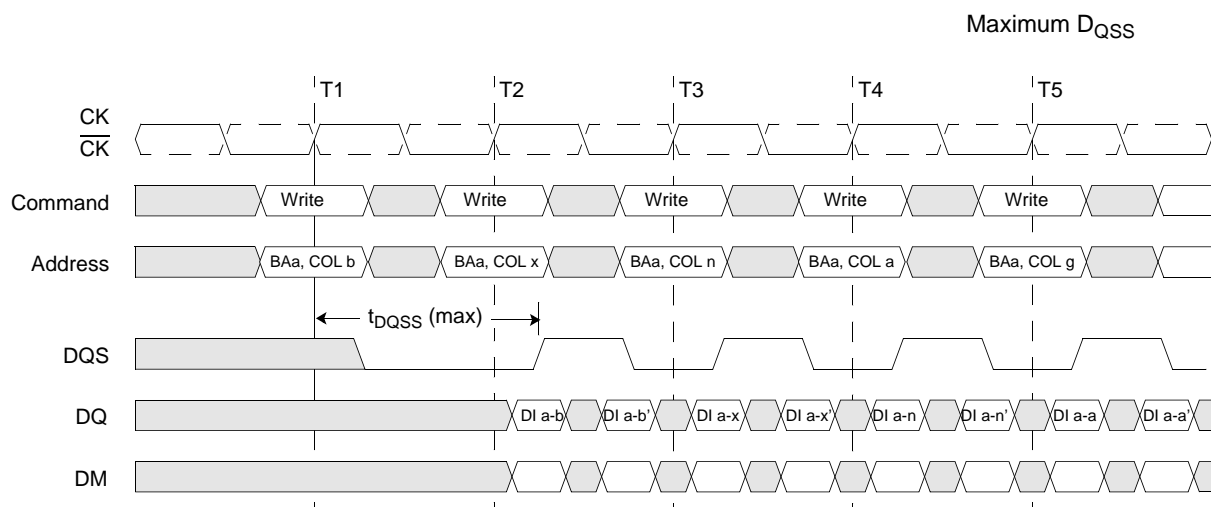 Maximum DQSS
T1 T2 T3 T4 T5
CK
CK
Command Write Write Write Write Write
Address BAa, COL b BAa, COL x BAa, COL n BAa, COL a BAa, COL g
tDQSS (max)
DQS
DQ DI a-b DI a-b’ DI a-x DI a-x’ DI a-n DI a-n’ DI a-a DI a-a’
DM